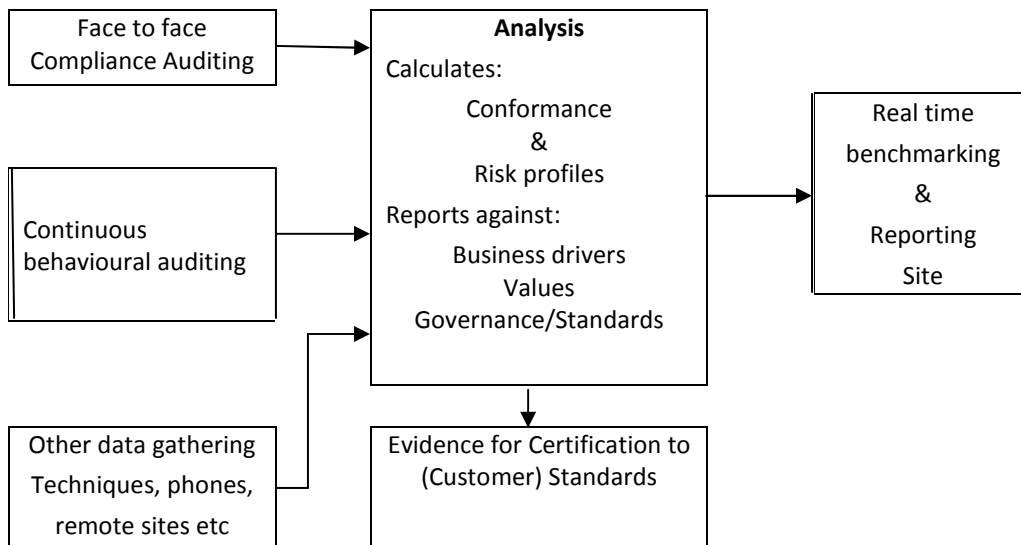 Face to face
Compliance Auditing
Continuous
behavioural auditing
Other data gathering
Techniques, phones,
remote sites etc
Analysis
Calculates:
Conformance
&
Risk profiles
Reports against:
Business drivers
Values
Governance/Standards
Evidence for Certification to
(Customer) Standards
Real time
benchmarking
&
Reporting
Site